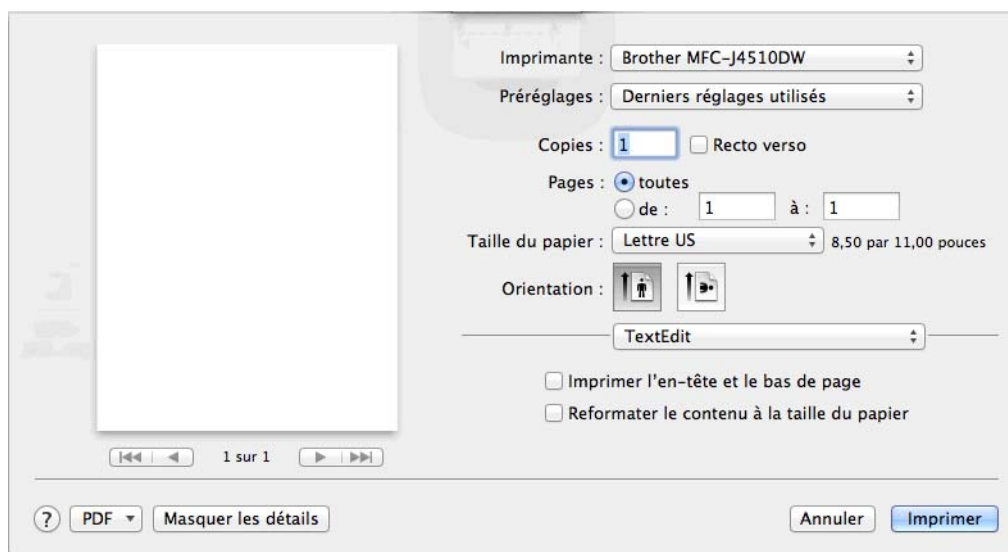 Imprimante : Brother MFC-J4510DW
Préréglages : Derniers réglages utilisés
Copies : 1 Recto verso
Pages : toutes
de : 1 à : 1
Taille du papier : Lettre US 8,50 par 11,00 pouces
Orientation :
TextEdit
Imprimer l'en-tête et le bas de page
Reformater le contenu à la taille du papier
1 sur 1
? PDF Masquer les détails Annuler Imprimer